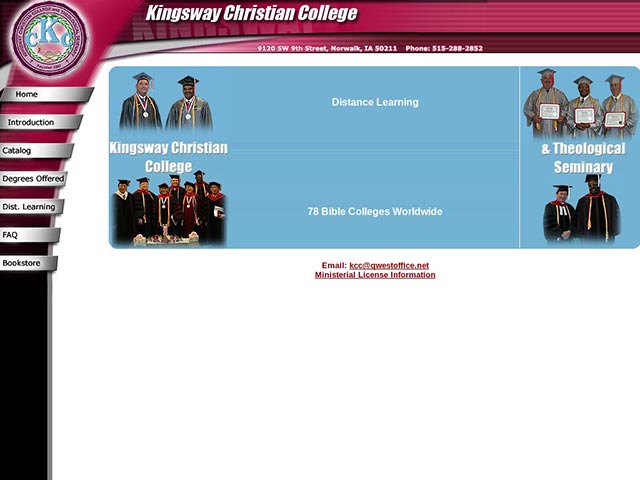 Kingsway Christian College
KINGSWAY
9120 SW 9th Street, Norwalk, IA 50211 Phone: 515-288-2852
CKC
Home
Introduction
Catalog
Degrees Offered
Dist. Learning
FAQ
Bookstore
Distance Learning
Kingsway Christian
College
& Theological
Seminary
78 Bible Colleges Worldwide
Email: kcc@qwestoffice.net
Ministerial License Information